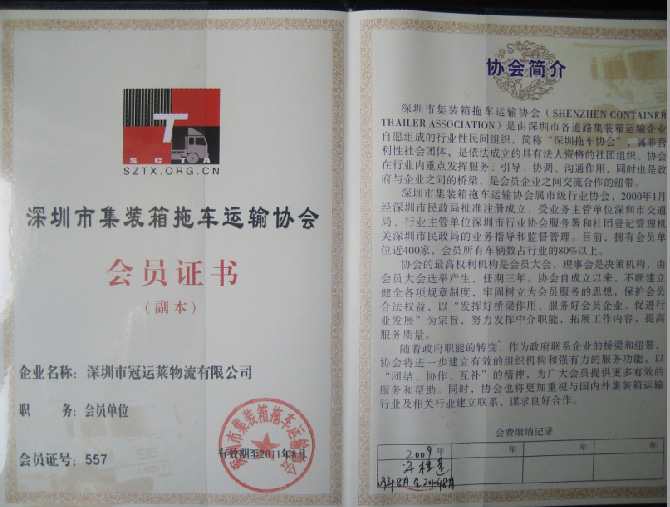 T
SCTA
SZTX.ORG.CN
深圳市集装箱拖车运输协会
会员证书
(副本)
企业名称: 深圳市冠运莱物流有限公司
职 务: 会员单位
会员证号: 557
深圳市集装箱拖车运输协会
有效期至2011年8月
协会简介
深圳市集装箱拖车运输协会(SHENZHEN CONTAINER
TRAILER ASSOCIATION)是由深圳市各道路集装箱运输企业
自愿组成的行业性民间组织, 简称“深圳拖车协会”, 属非营
利性社会团体, 是依法成立的具有法人资格的社团组织。协会
在行业内重点发挥服务、引导、协调、沟通作用, 同时也是政
府与企业之间的桥梁、是会员企业之间交流合作的纽带。
深圳市集装箱拖车运输协会属市级行业协会, 2000年1月
经深圳市民政局批准注册成立, 受业务主管单位深圳市交通
局、行业主管单位深圳市行业协会服务署和社团登记管理机
关深圳市民政局的业务指导和监督管理。目前, 拥有会员单
位近400家, 会员所有车辆数占行业的80%以上。
协会的最高权利机构是会员大会, 理事会是决策机构, 由
会员大会选举产生, 任期三年。协会自成立以来, 不断建立
健全各项规章制度, 牢固树立为会员服务的思想, 保护会员
合法权益, 以“发挥好桥梁作用、服务好会员企业、促进行
业发展”为宗旨, 努力发挥中介职能, 拓展工作内容, 提高
服务质量。
随着政府职能的转变, 作为政府联系企业的桥梁和纽带,
协会将进一步建立有效的组织机构和强有力的服务功能, 以
“团结、协作、互补”的精神, 为广大会员提供更多有效的
服务和帮助。同时, 协会也将更加重视与国内外集装箱运输
行业及相关行业建立联系, 谋求良好合作。
会费缴纳记录
2009 年 年 年 年